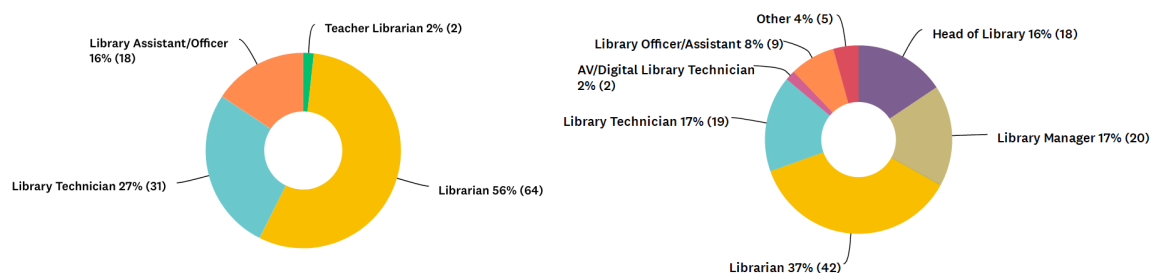 Teacher Librarian 2% (2)
Library Assistant/Officer
16% (18)
Library Technician 27% (31)
Librarian 56% (64)
Other 4% (5)
Head of Library 16% (18)
Library Officer/Assistant 8% (9)
AV/Digital Library Technician
2% (2)
Library Technician 17% (19)
Library Manager 17% (20)
Librarian 37% (42)